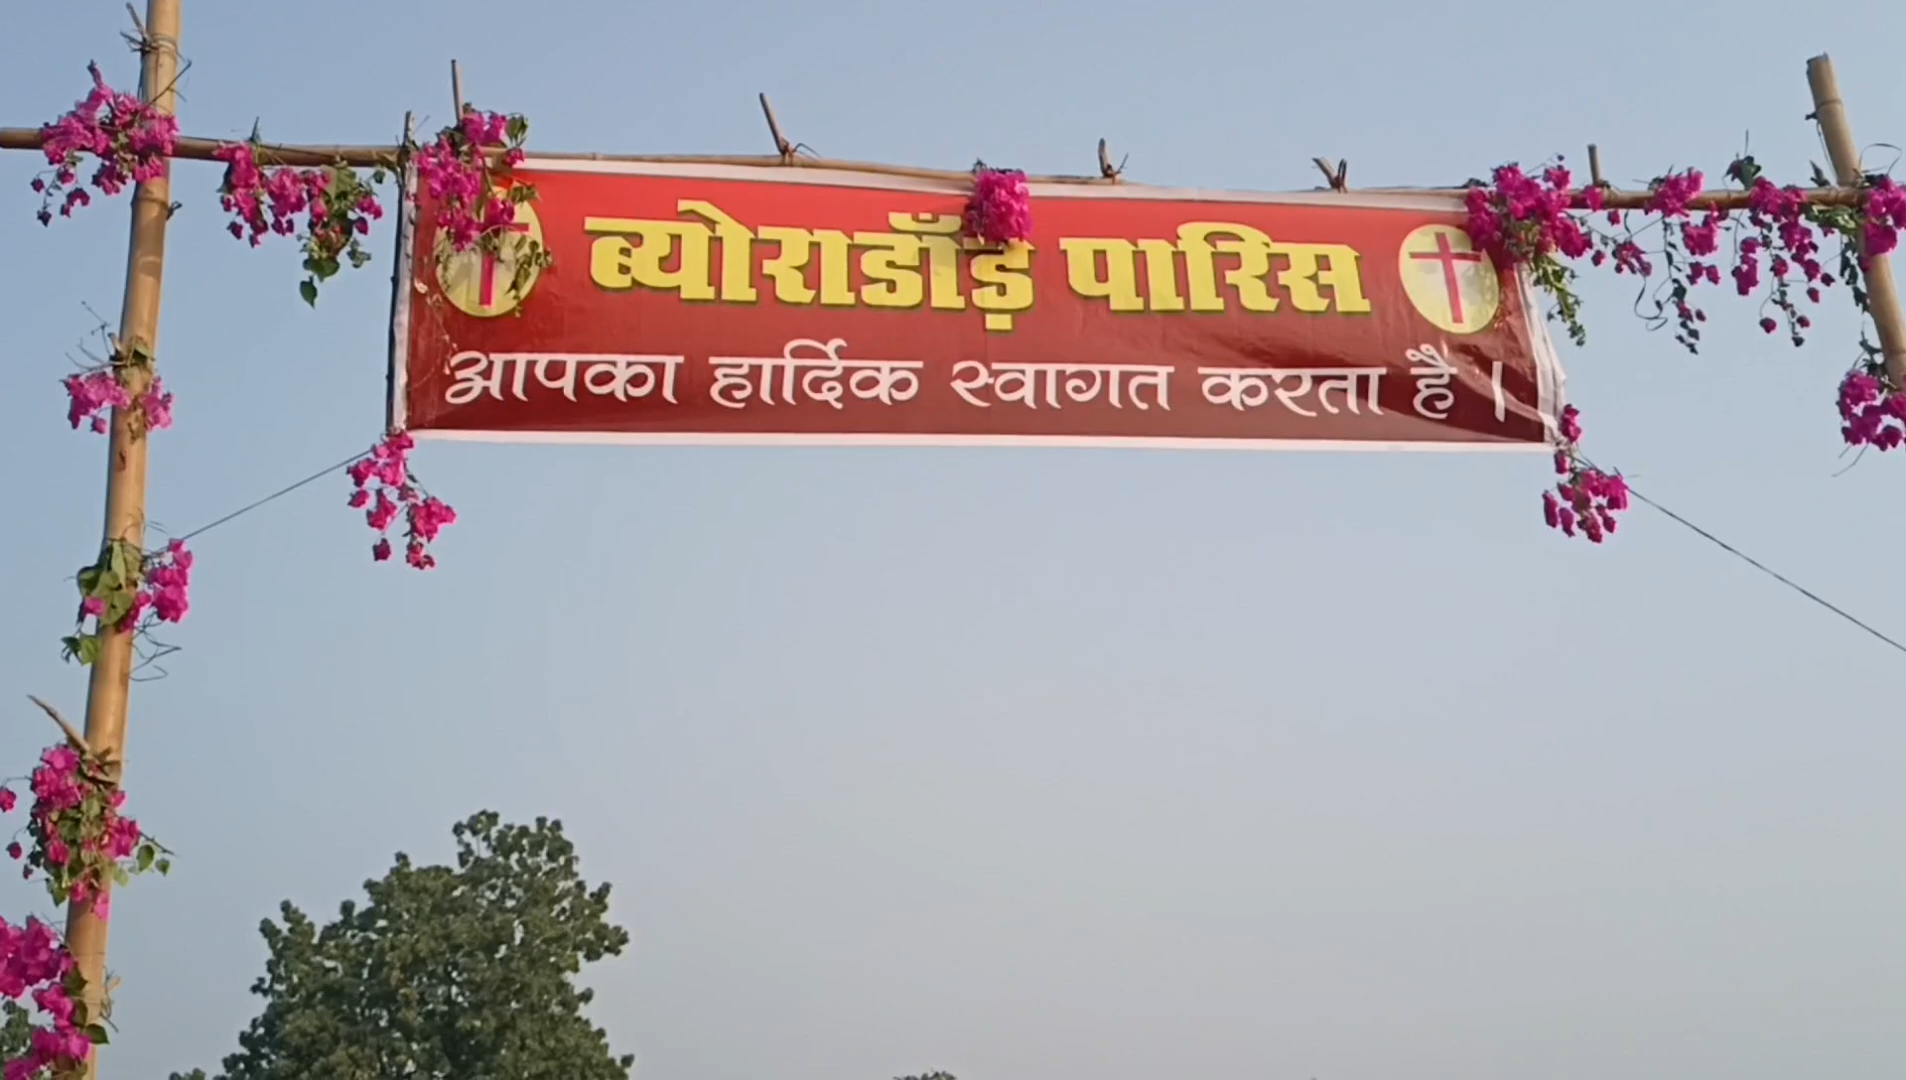 ब्योराडाँड़ पारिस
आपका हार्दिक स्वागत करता है ।